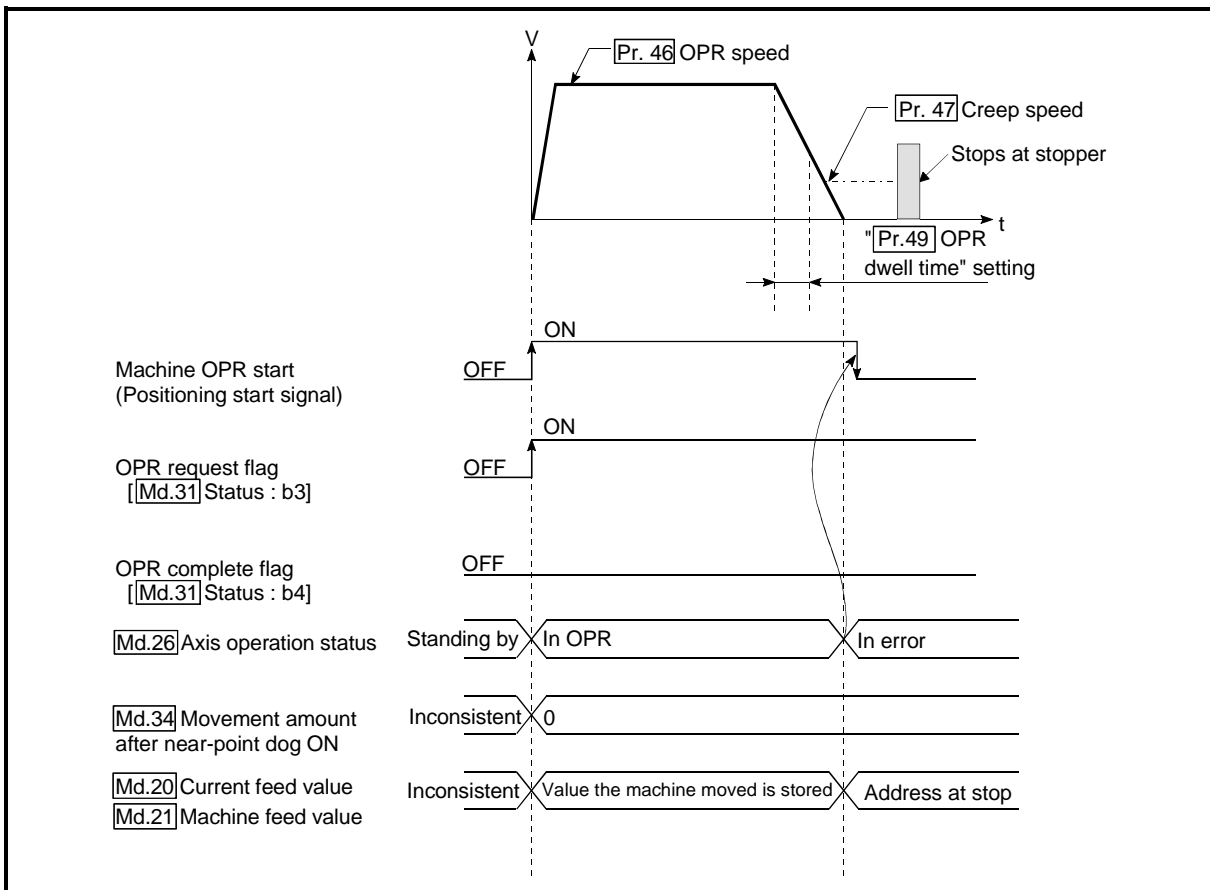 V
Pr. 46 OPR speed
Pr. 47 Creep speed
Stops at stopper
t
"Pr.49 OPR
dwell time" setting
ON
Machine OPR start
OFF
(Positioning start signal)
ON
OPR request flag
OFF
[Md.31 Status : b3]
OPR complete flag
OFF
[Md.31 Status : b4]
Md.26 Axis operation status
Standing by
In OPR
In error
Md.34 Movement amount
after near-point dog ON
Inconsistent
0
Md.20 Current feed value
Md.21 Machine feed value
Inconsistent
Value the machine moved is stored
Address at stop